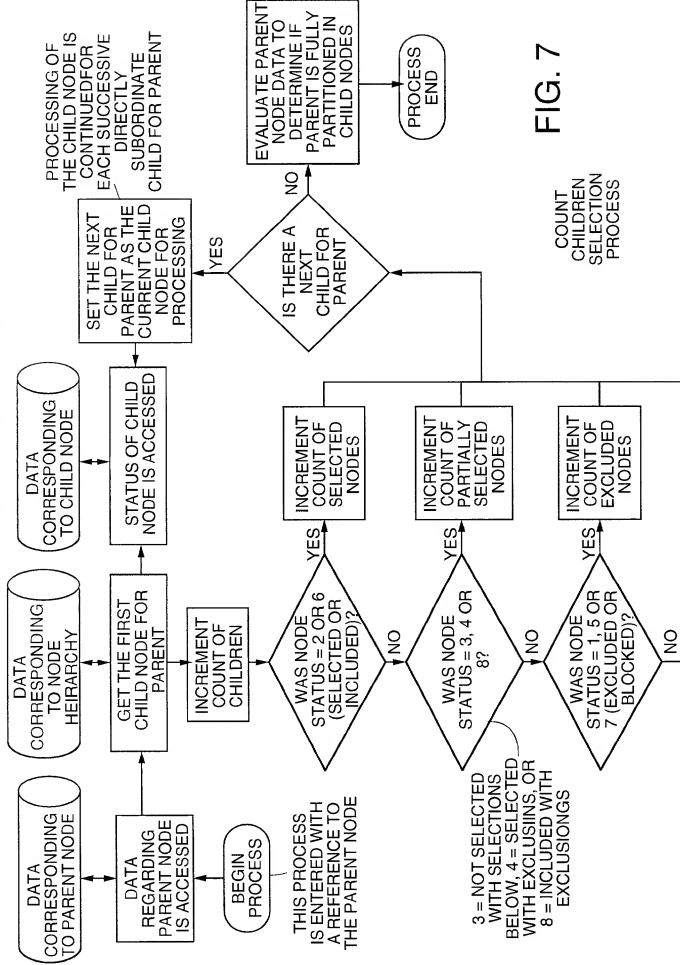 DATA
CORRESPONDING
TO PARENT NODE
DATA
REGARDING
PARENT NODE
IS ACCESSED
BEGIN
PROCESS
THIS PROCESS
IS ENTERED WITH
A REFERENCE TO
THE PARENT NODE
DATA
CORRESPONDING
TO NODE
HEIRARCHY
GET THE FIRST
CHILD NODE FOR
PARENT
INCREMENT
COUNT OF
CHILDREN
DATA
CORRESPONDING
TO CHILD NODE
STATUS OF CHILD
NODE IS ACCESSED
SET THE NEXT
CHILD FOR
PARENT AS THE
CURRENT CHILD
NODE FOR
PROCESSING
PROCESSING OF
THE CHILD NODE IS
CONTINUEDFOR
EACH SUCCESSIVE
DIRECTLY
SUBORDINATE
CHILD FOR PARENT
WAS NODE
STATUS = 2 OR 6
(SELECTED OR
INCLUDED)?
YES
INCREMENT
COUNT OF
SELECTED
NODES
NO
WAS NODE
STATUS = 3, 4 OR
8?
YES
INCREMENT
COUNT OF
PARTIALLY
SELECTED
NODES
3 = NOT SELECTED
WITH SELECTIONS
BELOW, 4 = SELECTED
WITH EXCLUSIINS, OR
8 = INCLUDED WITH
EXCLUSIONGS
NO
WAS NODE
STATUS = 1, 5 OR
7 (EXCLUDED OR
BLOCKED)?
YES
INCREMENT
COUNT OF
EXCLUDED
NODES
NO
IS THERE A
NEXT
CHILD FOR
PARENT
YES
NO
EVALUATE PARENT
NODE DATA TO
DETERMINE IF
PARENT IS FULLY
PARTITIONED IN
CHILD NODES
PROCESS
END
COUNT
CHILDREN
SELECTION
PROCESS
FIG. 7